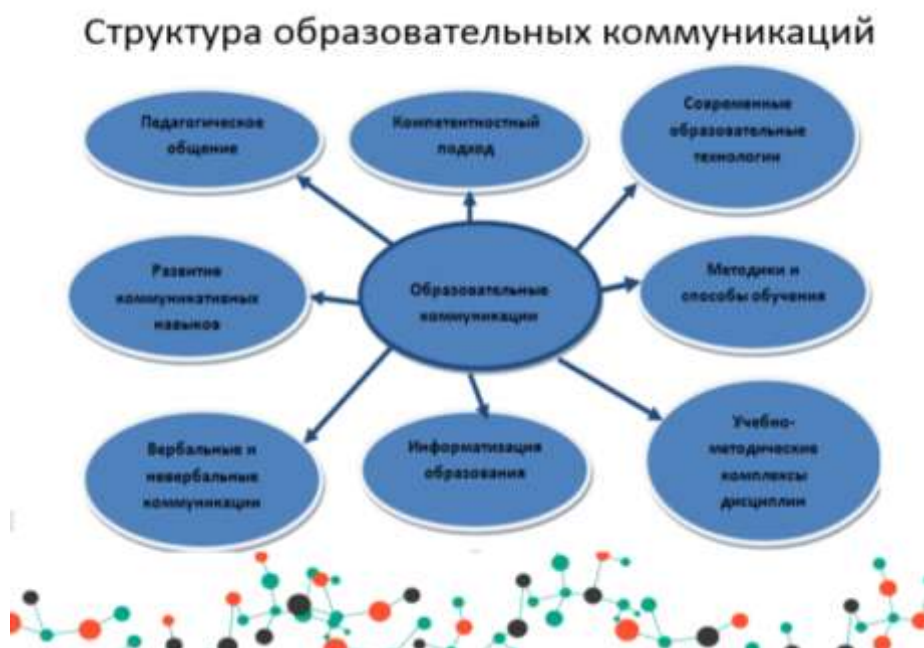 Структура образовательных коммуникаций
Педагогическое
общение
Компетентностный
подход
Современные
образовательные
технологии
Развитие
коммуникативных
навыков
Образовательные
коммуникации
Методики и
способы обучения
Вербальные и
невербальные
коммуникации
Информатизация
образования
Учебно-
методические
комплексы
дисциплин